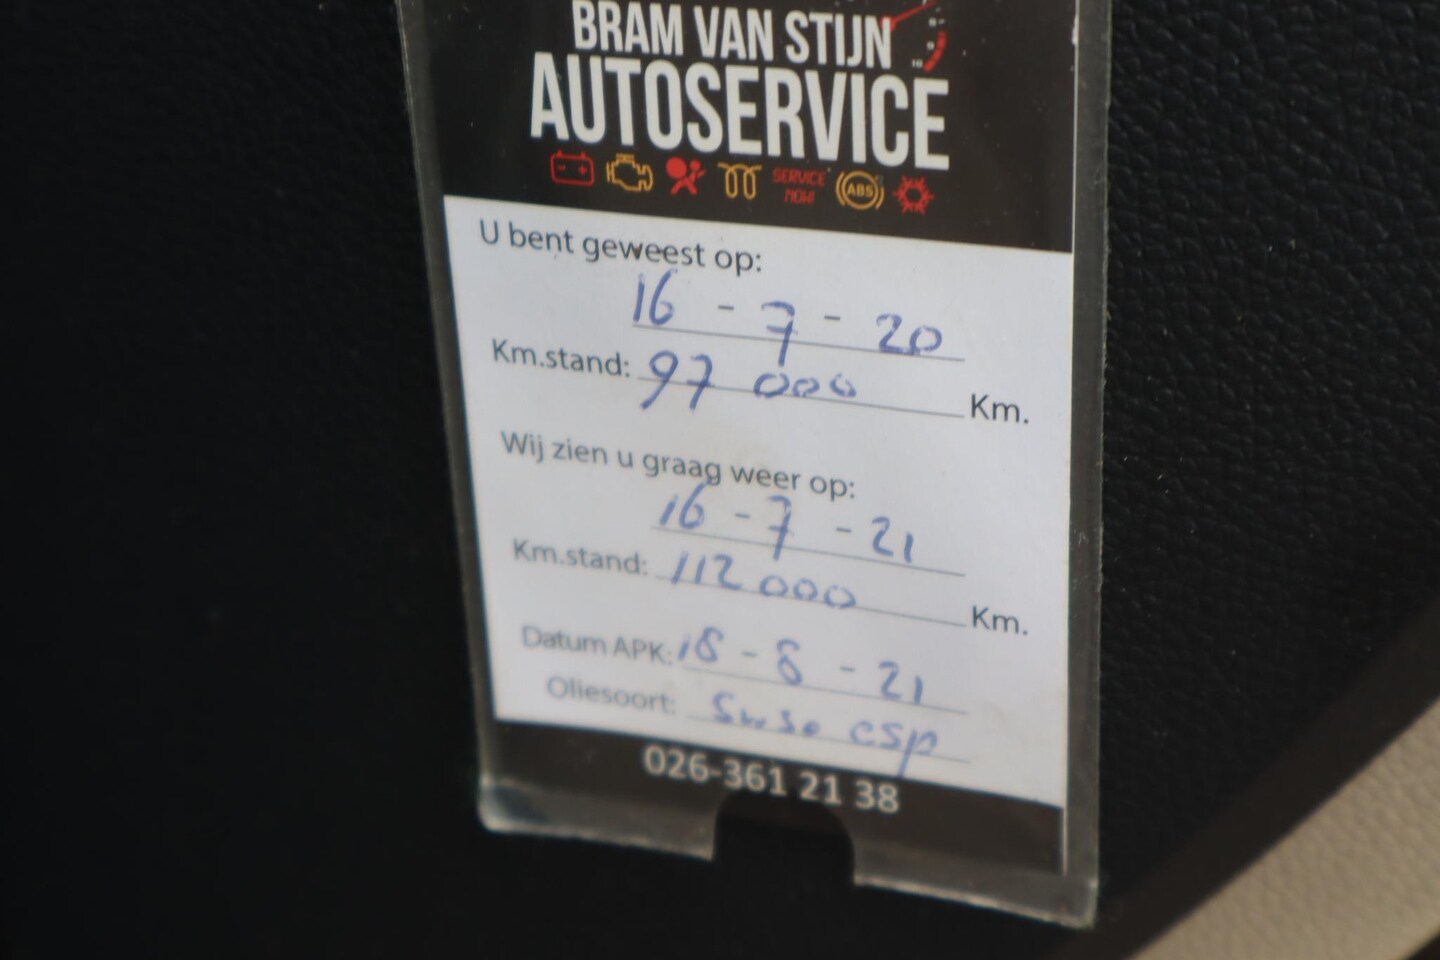 BRAM VAN STIJN
AUTOSERVICE
SERVICE NOW! ABS
U bent geweest op:
16 - 7 - 20
Km.stand: 97 000 Km.
Wij zien u graag weer op:
16 - 7 - 21
Km.stand: 112 000 Km.
Datum APK: 18 - 8 - 21
Oliesoort: 5w30 csp
026-361 21 38